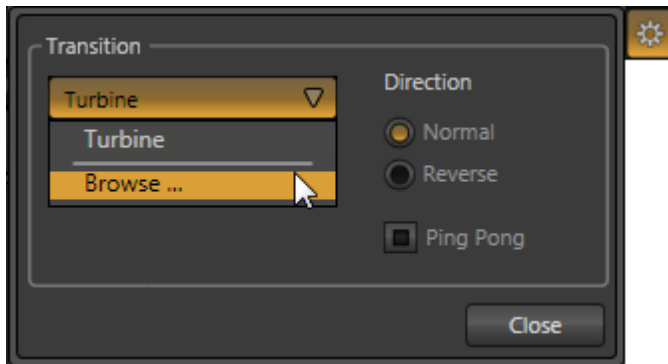 Transition
Turbine
Turbine
Browse ...
Direction
Normal
Reverse
Ping Pong
Close